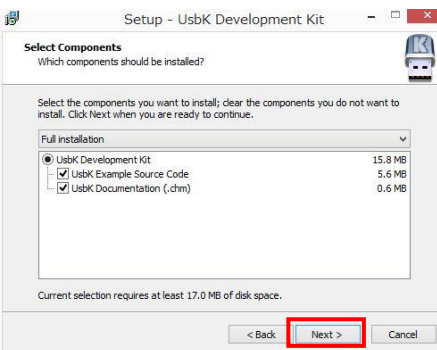 Setup - UsbK Development Kit
Select Components
Which components should be installed?
Select the components you want to install; clear the components you do not want to
install. Click Next when you are ready to continue.
Full installation
UsbK Development Kit 15.8 MB
UsbK Example Source Code 5.6 MB
UsbK Documentation (.chm) 0.6 MB
Current selection requires at least 17.0 MB of disk space.
< Back Next > Cancel